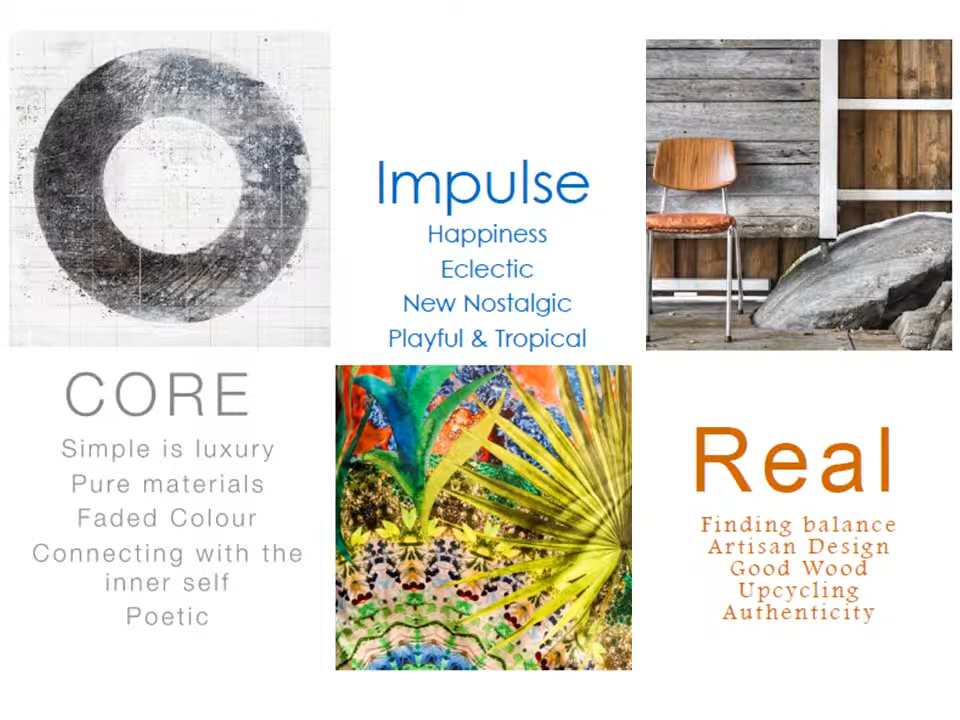 Impulse
Happiness
Eclectic
New Nostalgic
Playful & Tropical
CORE
Simple is luxury
Pure materials
Faded Colour
Connecting with the
inner self
Poetic
Real
Finding balance
Artisan Design
Good Wood
Upcycling
Authenticity